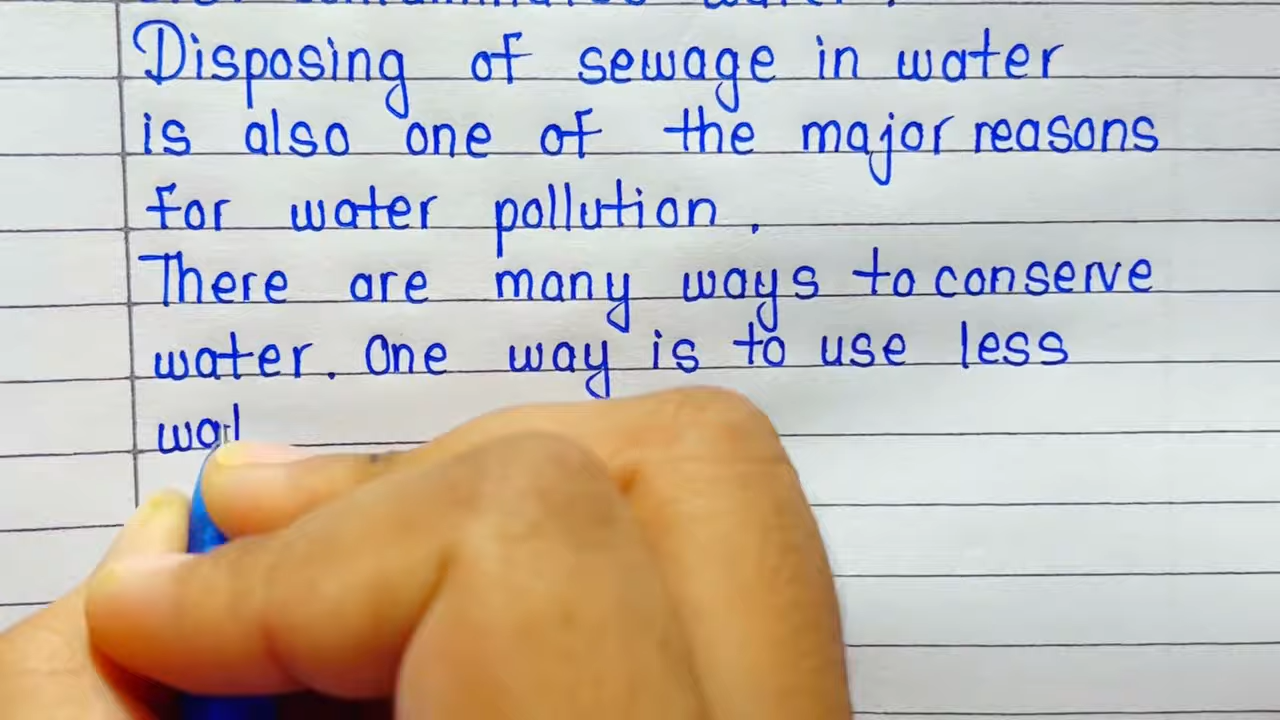 Disposing of sewage in water
is also one of the major reasons
for water pollution.
There are many ways to conserve
water. One way is to use less